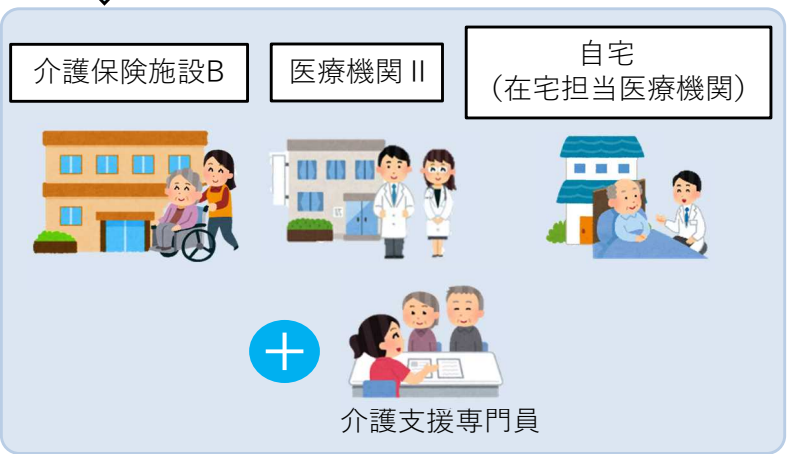 介護保険施設B
医療機関Ⅱ
自宅
（在宅担当医療機関）
介護支援専門員